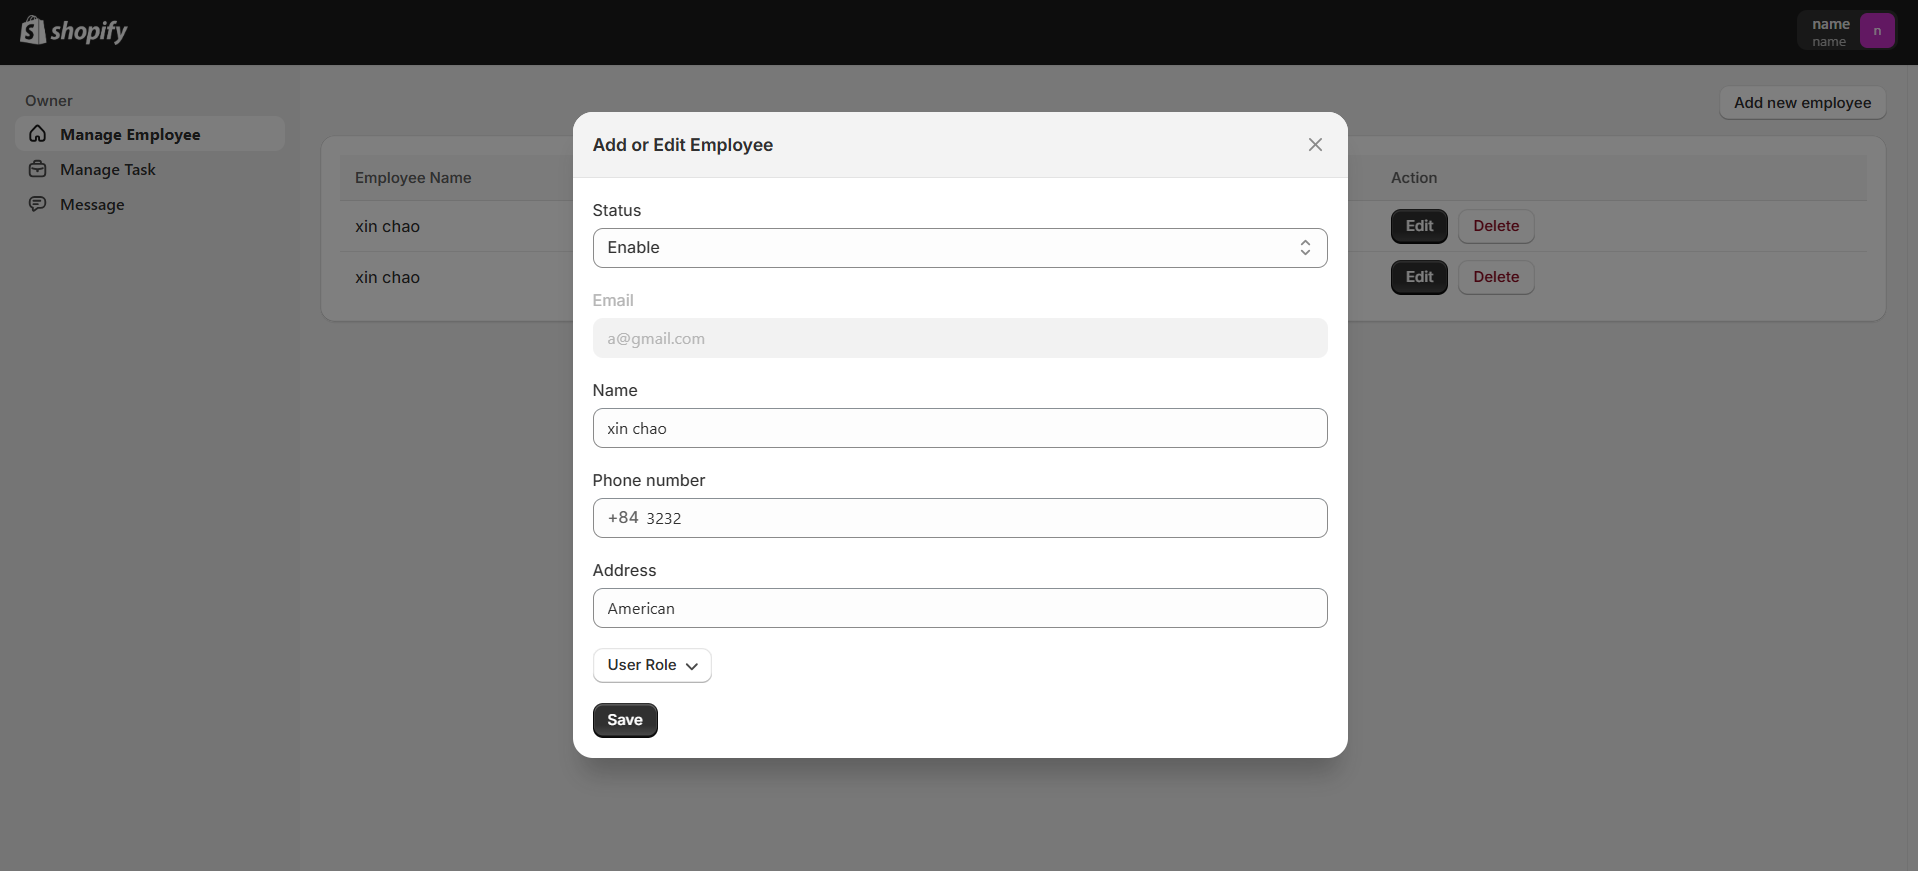 shopify
name
name
n
Owner
Manage Employee
Manage Task
Message
Add new employee
Employee Name
Action
xin chao
Edit
Delete
xin chao
Edit
Delete
Add or Edit Employee
Status
Enable
Email
a@gmail.com
Name
xin chao
Phone number
+84 3232
Address
American
User Role
Save